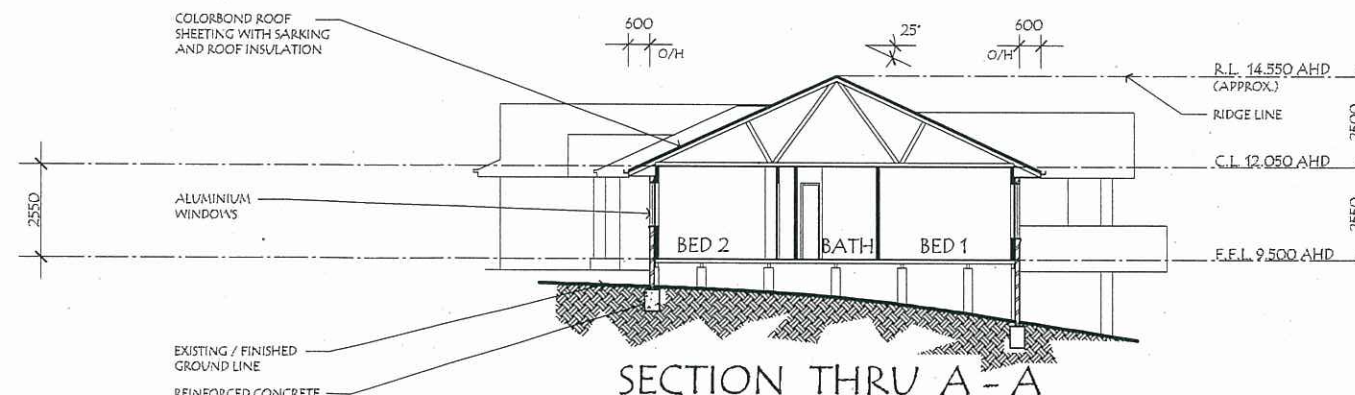 COLORBOND ROOF
SHEETING WITH SARKING
AND ROOF INSULATION
600
O/H
25°
600
O/H
R.L. 14.550 AHD
(APPROX.)
RIDGE LINE
2500
C.L. 12.050 AHD
2550
ALUMINIUM
WINDOWS
BED 2
BATH
BED 1
2550
F.F.L. 9.500 AHD
EXISTING / FINISHED
GROUND LINE
REINFORCED CONCRETE
SECTION THRU A - A